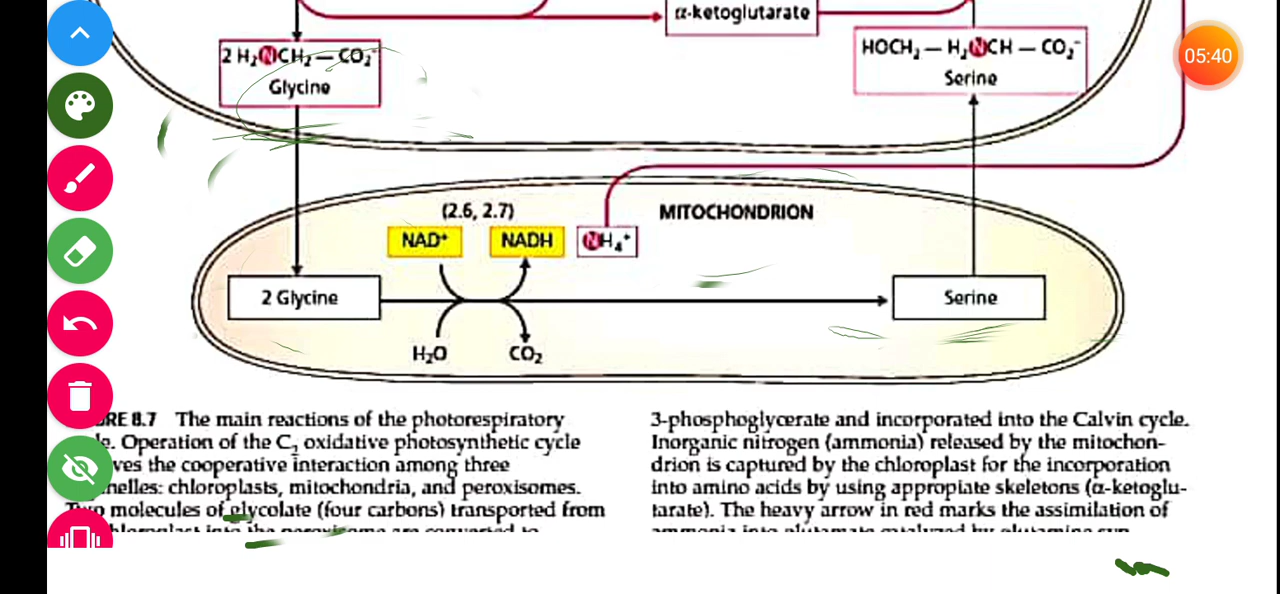 α-ketoglutarate
05:40
2 H₂NCH₂ — CO₂⁻
Glycine
HOCH₂ — H₂NCH — CO₂⁻
Serine
(2.6, 2.7)
MITOCHONDRION
NAD⁺
NADH
NH₄⁺
2 Glycine
Serine
H₂O
CO₂
8.7 The main reactions of the photorespiratory
Operation of the C₂ oxidative photosynthetic cycle
the cooperative interaction among three
chloroplasts, mitochondria, and peroxisomes.
molecules of glycolate (four carbons) transported from
3-phosphoglycerate and incorporated into the Calvin cycle.
Inorganic nitrogen (ammonia) released by the mitochon-
drion is captured by the chloroplast for the incorporation
into amino acids by using appropiate skeletons (α-ketoglu-
tarate). The heavy arrow in red marks the assimilation of